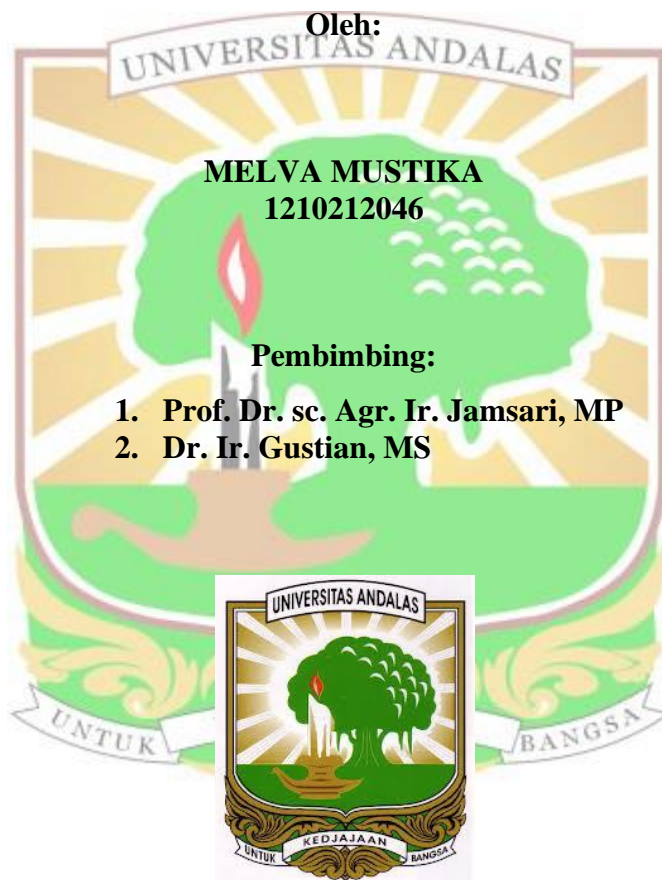 Oleh:
UNIVERSITAS ANDALAS
MELVA MUSTIKA
1210212046
Pembimbing:
1. Prof. Dr. sc. Agr. Ir. Jamsari, MP
2. Dr. Ir. Gustian, MS
UNIVERSITAS ANDALAS
UNTUK BANGSA
UNTUK KEDJAJAAN BANGSA